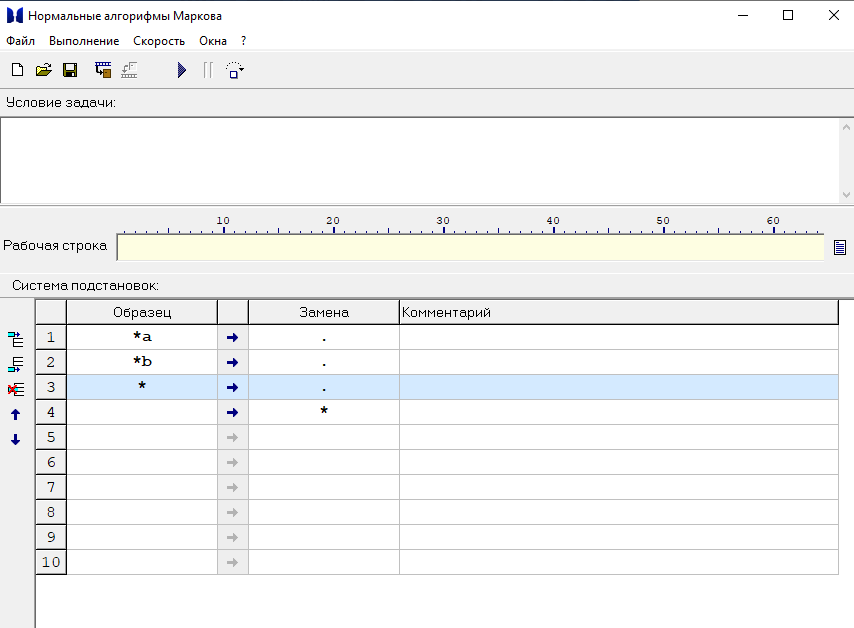 Нормальные алгорифмы Маркова
Файл Выполнение Скорость Окна ?
Условие задачи:
10 20 30 40 50 60
Рабочая строка
Система подстановок:
Образец Замена Комментарий
1 *a .
2 *b .
3 * .
4 *
5
6
7
8
9
10